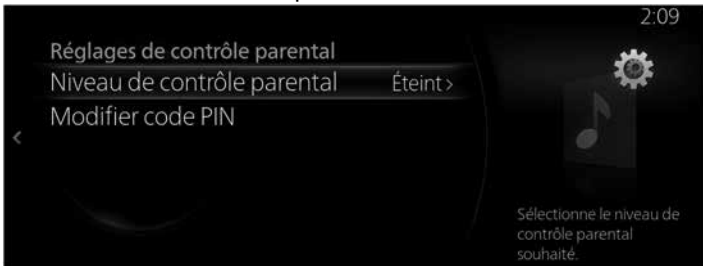 2:09
Réglages de contrôle parental
Niveau de contrôle parental Éteint >
Modifier code PIN
<
Sélectionne le niveau de
contrôle parental
souhaité.